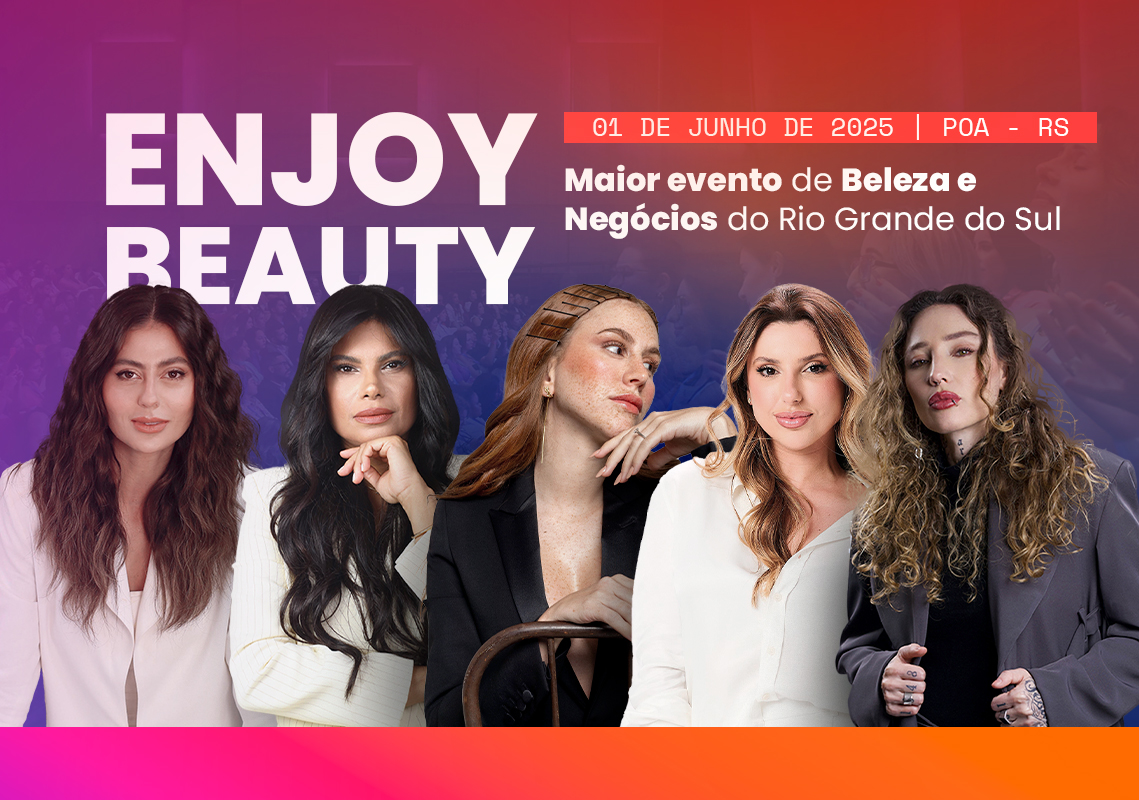 ENJOY
BEAUTY
01 DE JUNHO DE 2025 | POA - RS
Maior evento de Beleza e
Negócios do Rio Grande do Sul